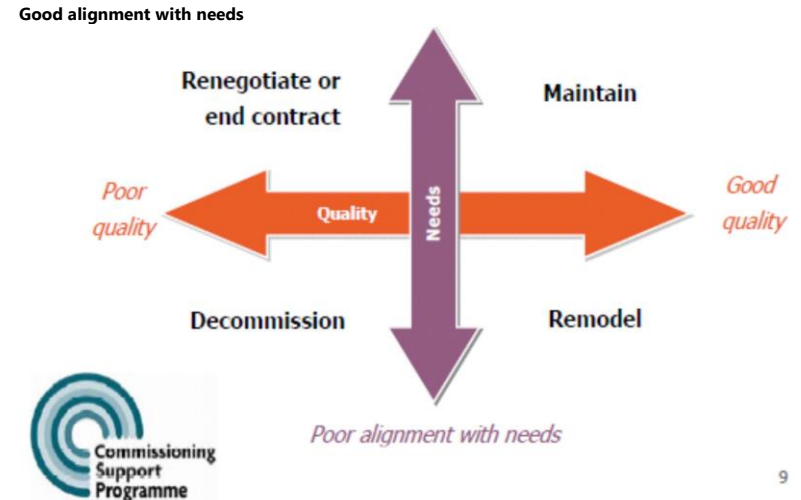 Good alignment with needs
Renegotiate or
end contract
Maintain
Poor
quality
Quality
Needs
Good
quality
Decommission
Remodel
Poor alignment with needs
Commissioning
Support
Programme
9